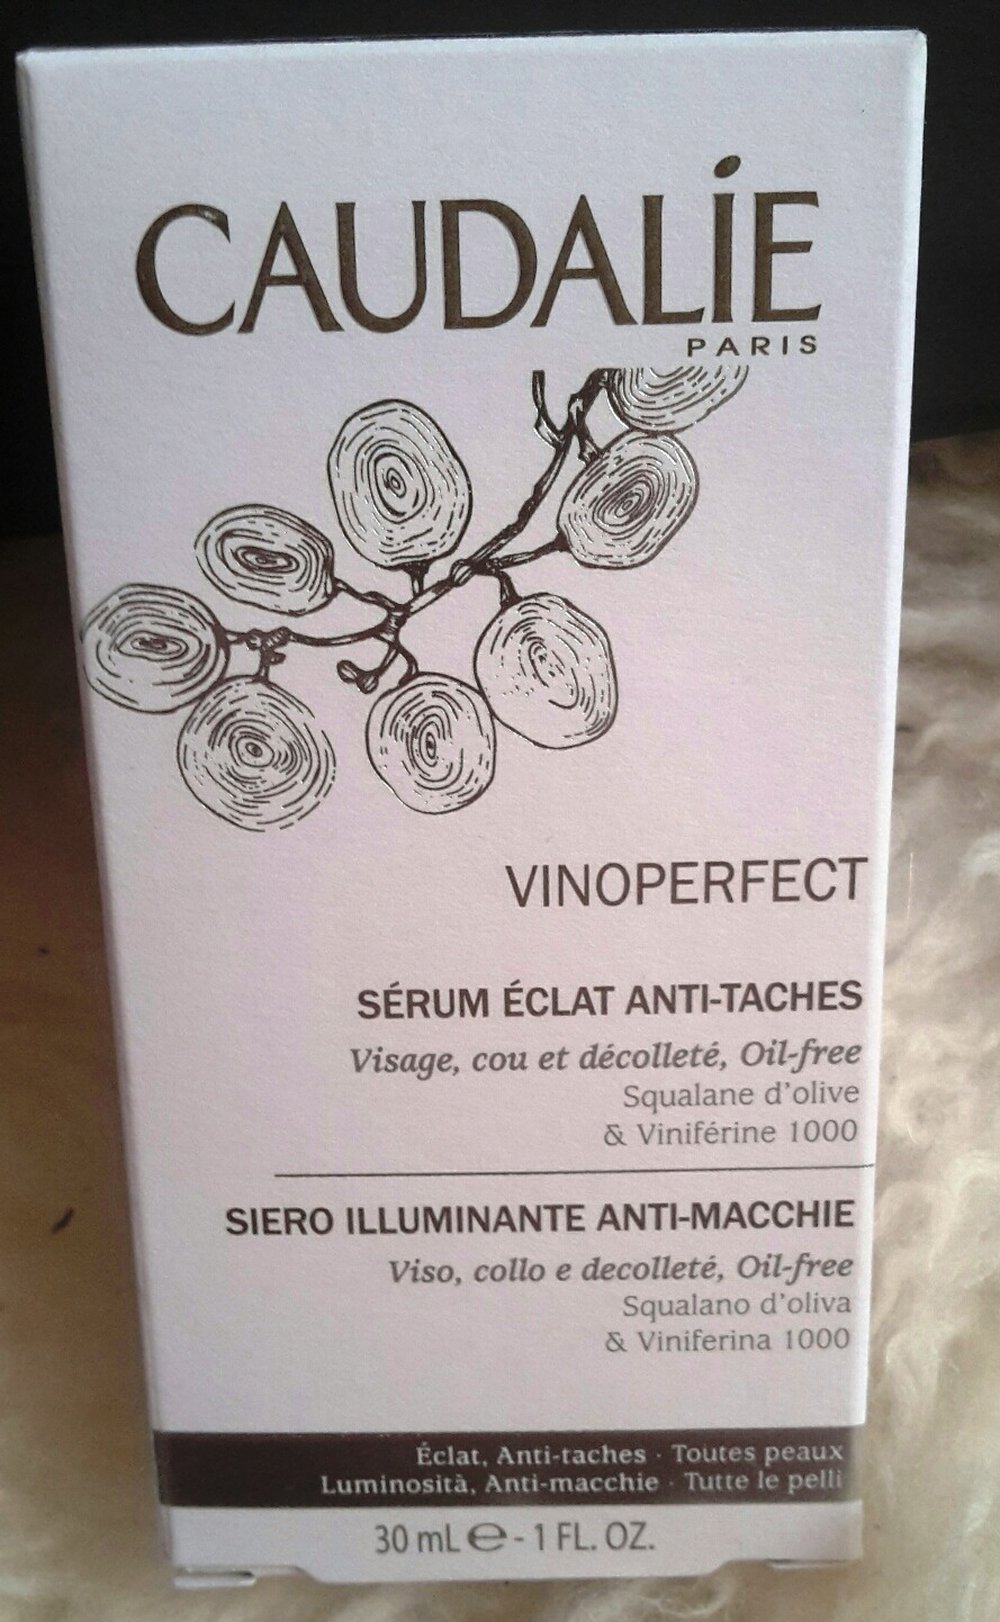 CAUDALİE
PARIS
VINOPERFECT
SÉRUM ÉCLAT ANTI-TACHES
Visage, cou et décolleté, Oil-free
Squalane d'olive
& Viniférine 1000
SIERO ILLUMINANTE ANTI-MACCHIE
Viso, collo e decolleté, Oil-free
Squalano d'oliva
& Viniferina 1000
Éclat, Anti-taches · Toutes peaux
Luminosità, Anti-macchie · Tutte le pelli
30 mL ℮ - 1 FL. OZ.